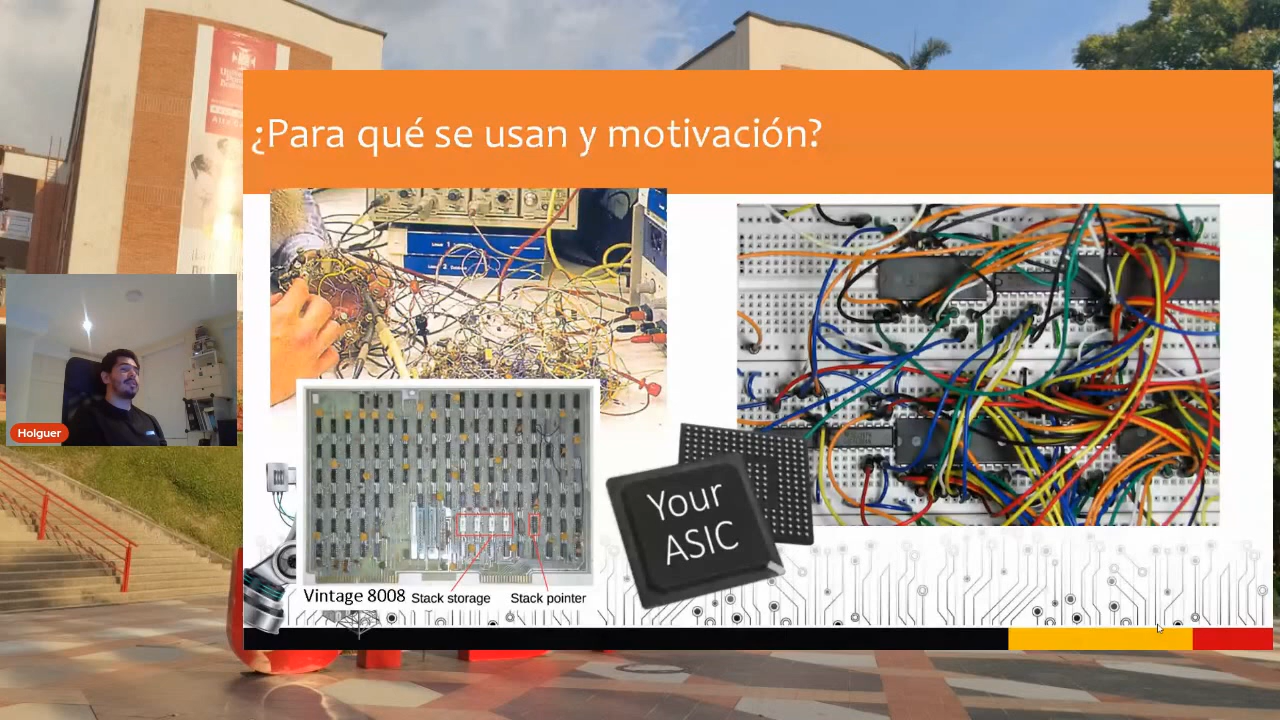 ¿Para qué se usan y motivación?
Holguer
Your
ASIC
Vintage 8008
Stack storage
Stack pointer